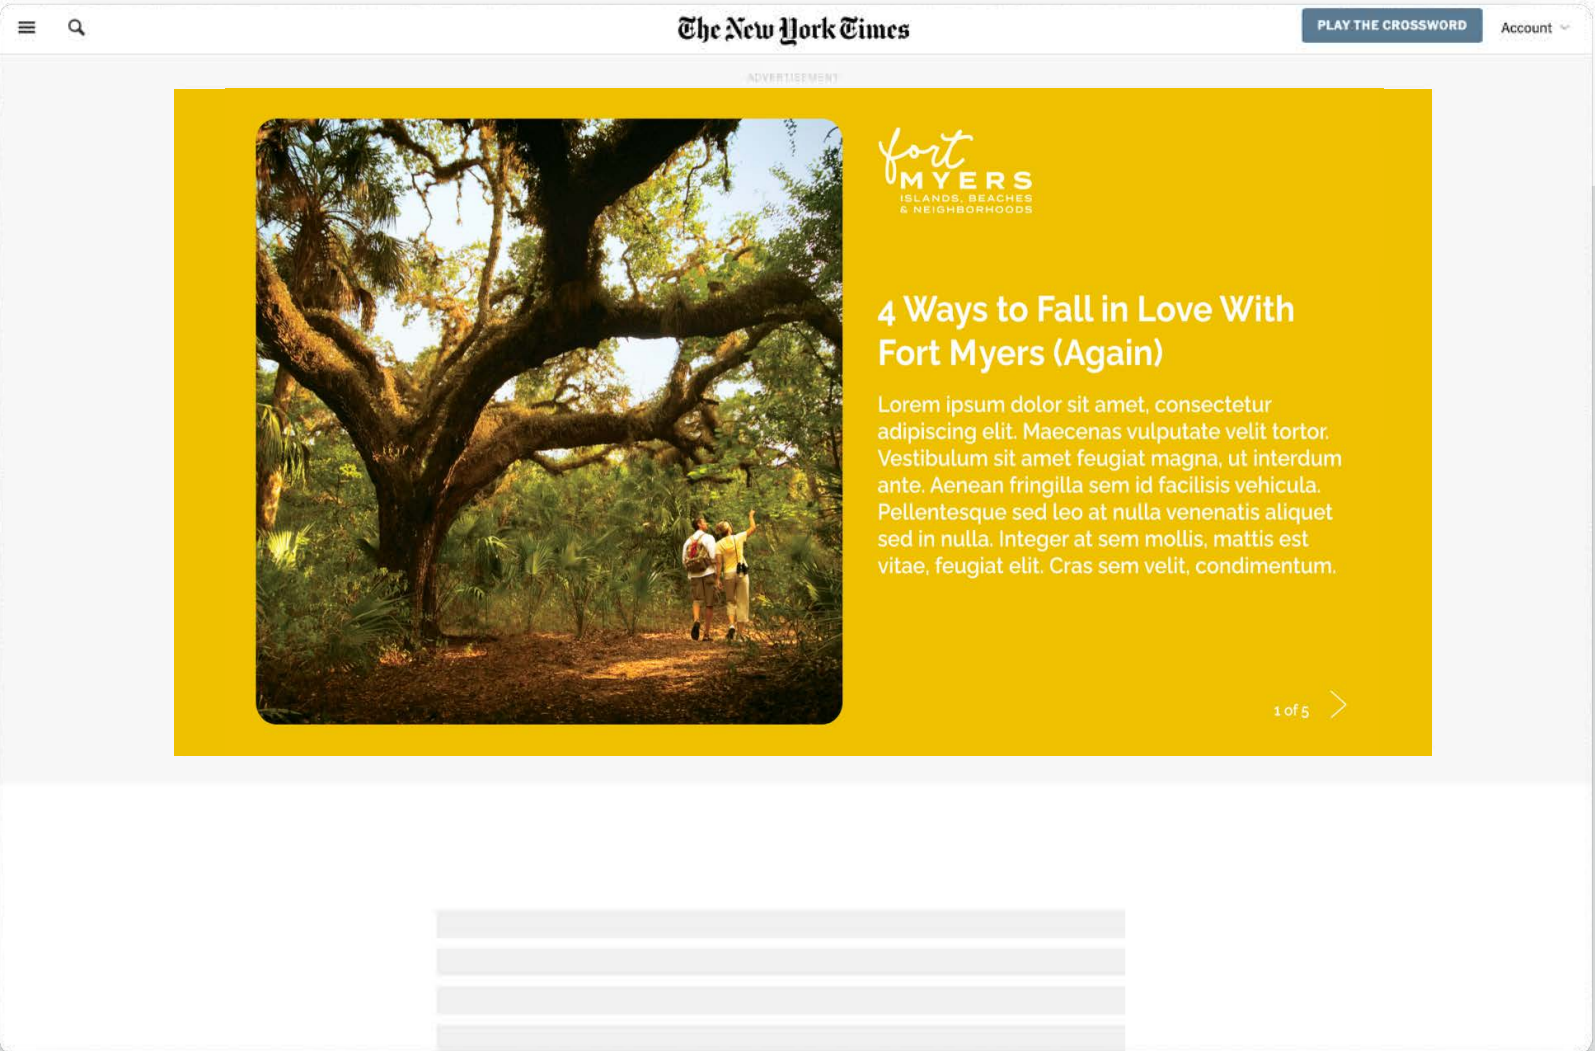 The New York Times
PLAY THE CROSSWORD
Account
ADVERTISEMENT
fort
MYERS
ISLANDS, BEACHES
& NEIGHBORHOODS
4 Ways to Fall in Love With
Fort Myers (Again)
Lorem ipsum dolor sit amet, consectetur
adipiscing elit. Maecenas vulputate velit tortor.
Vestibulum sit amet feugiat magna, ut interdum
ante. Aenean fringilla sem id facilisis vehicula.
Pellentesque sed leo at nulla venenatis aliquet
sed in nulla. Integer at sem mollis, mattis est
vitae, feugiat elit. Cras sem velit, condimentum.
1 of 5